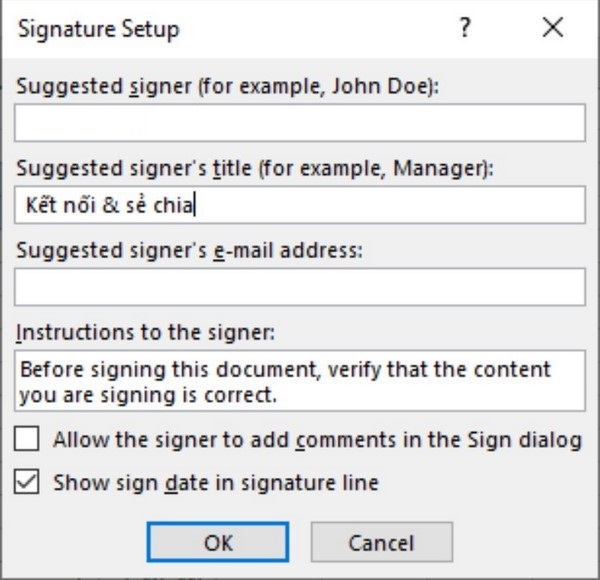 Signature Setup
?
Suggested signer (for example, John Doe):
Suggested signer's title (for example, Manager):
Kết nối & sẻ chia
Suggested signer's e-mail address:
Instructions to the signer:
Before signing this document, verify that the content
you are signing is correct.
Allow the signer to add comments in the Sign dialog
Show sign date in signature line
OK Cancel